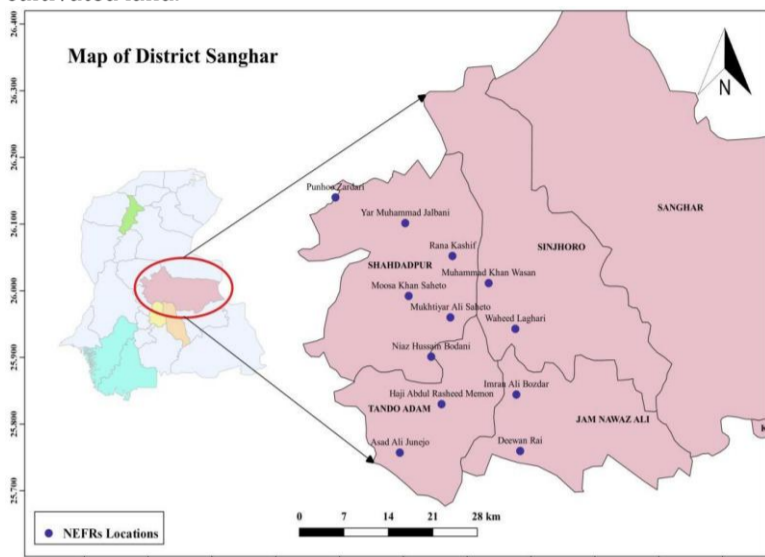 cultivated land.
Map of District Sanghar
N
26.400
26.300
26.200
26.100
26.000
25.900
25.800
25.700
Punhoo Zardari
Yar Muhammad Jalbani
SANGHAR
Rana Kashif
SINJHORO
SHAHDADPUR
Muhammad Khan Wasan
Moosa Khan Saheto
Mukhtiyar Ali Saheto
Waheed Laghari
Niaz Hussain Bodani
Imran Ali Bozdar
Haji Abdul Rasheed Memon
TANDO ADAM
JAM NAWAZ ALI
K
Asad Ali Junejo
Deewan Rai
NEFRs Locations
0 7 14 21 28 km